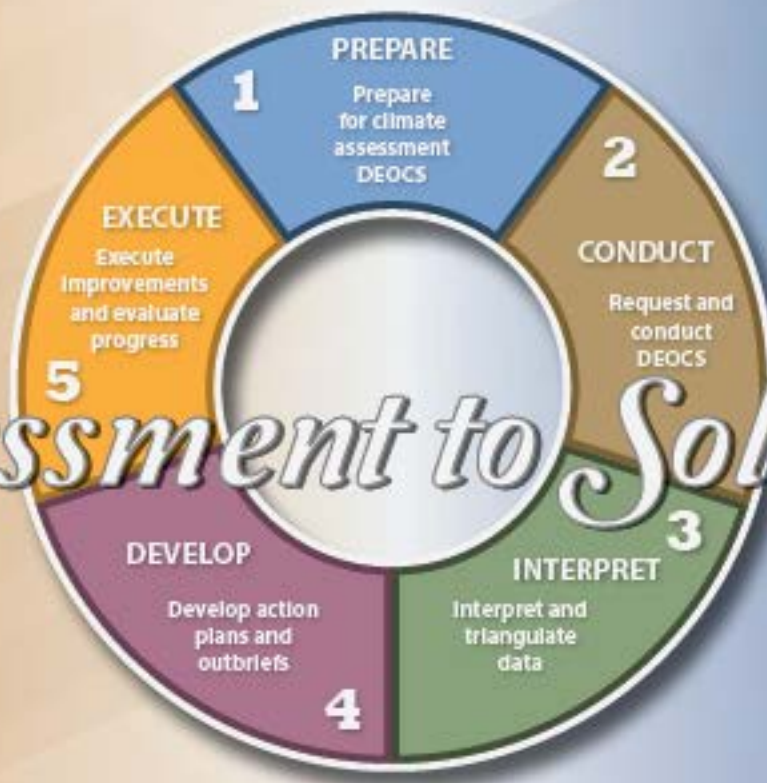 PREPARE
1
Prepare
for climate
assessment
DEOCS
2
CONDUCT
Request and
conduct
DEOCS
3
INTERPRET
Interpret and
triangulate
data
DEVELOP
Develop action
plans and
outbriefs
4
EXECUTE
Execute
improvements
and evaluate
progress
5
ssment to Sol